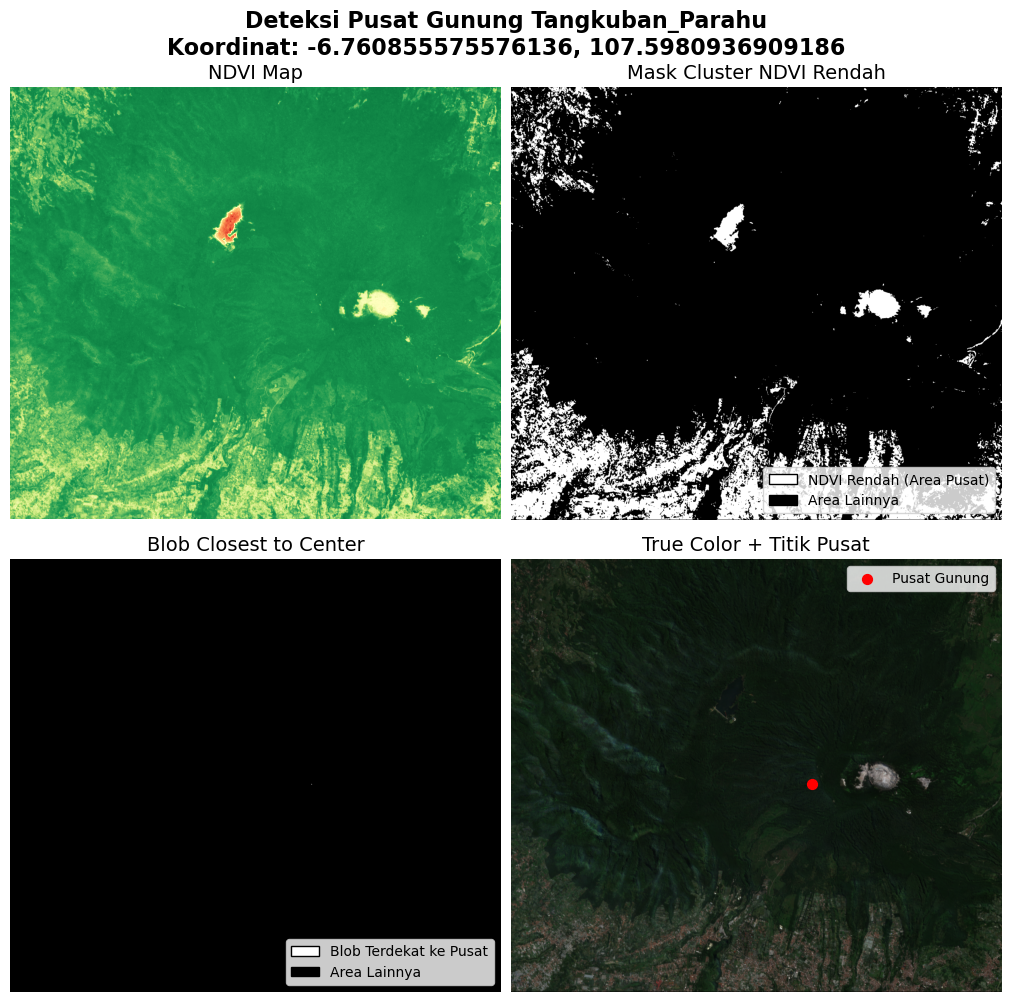 Deteksi Pusat Gunung Tangkuban_Parahu
Koordinat: -6.760855575576136, 107.5980936909186
NDVI Map
Mask Cluster NDVI Rendah
NDVI Rendah (Area Pusat)
Area Lainnya
Blob Closest to Center
True Color + Titik Pusat
Pusat Gunung
Blob Terdekat ke Pusat
Area Lainnya